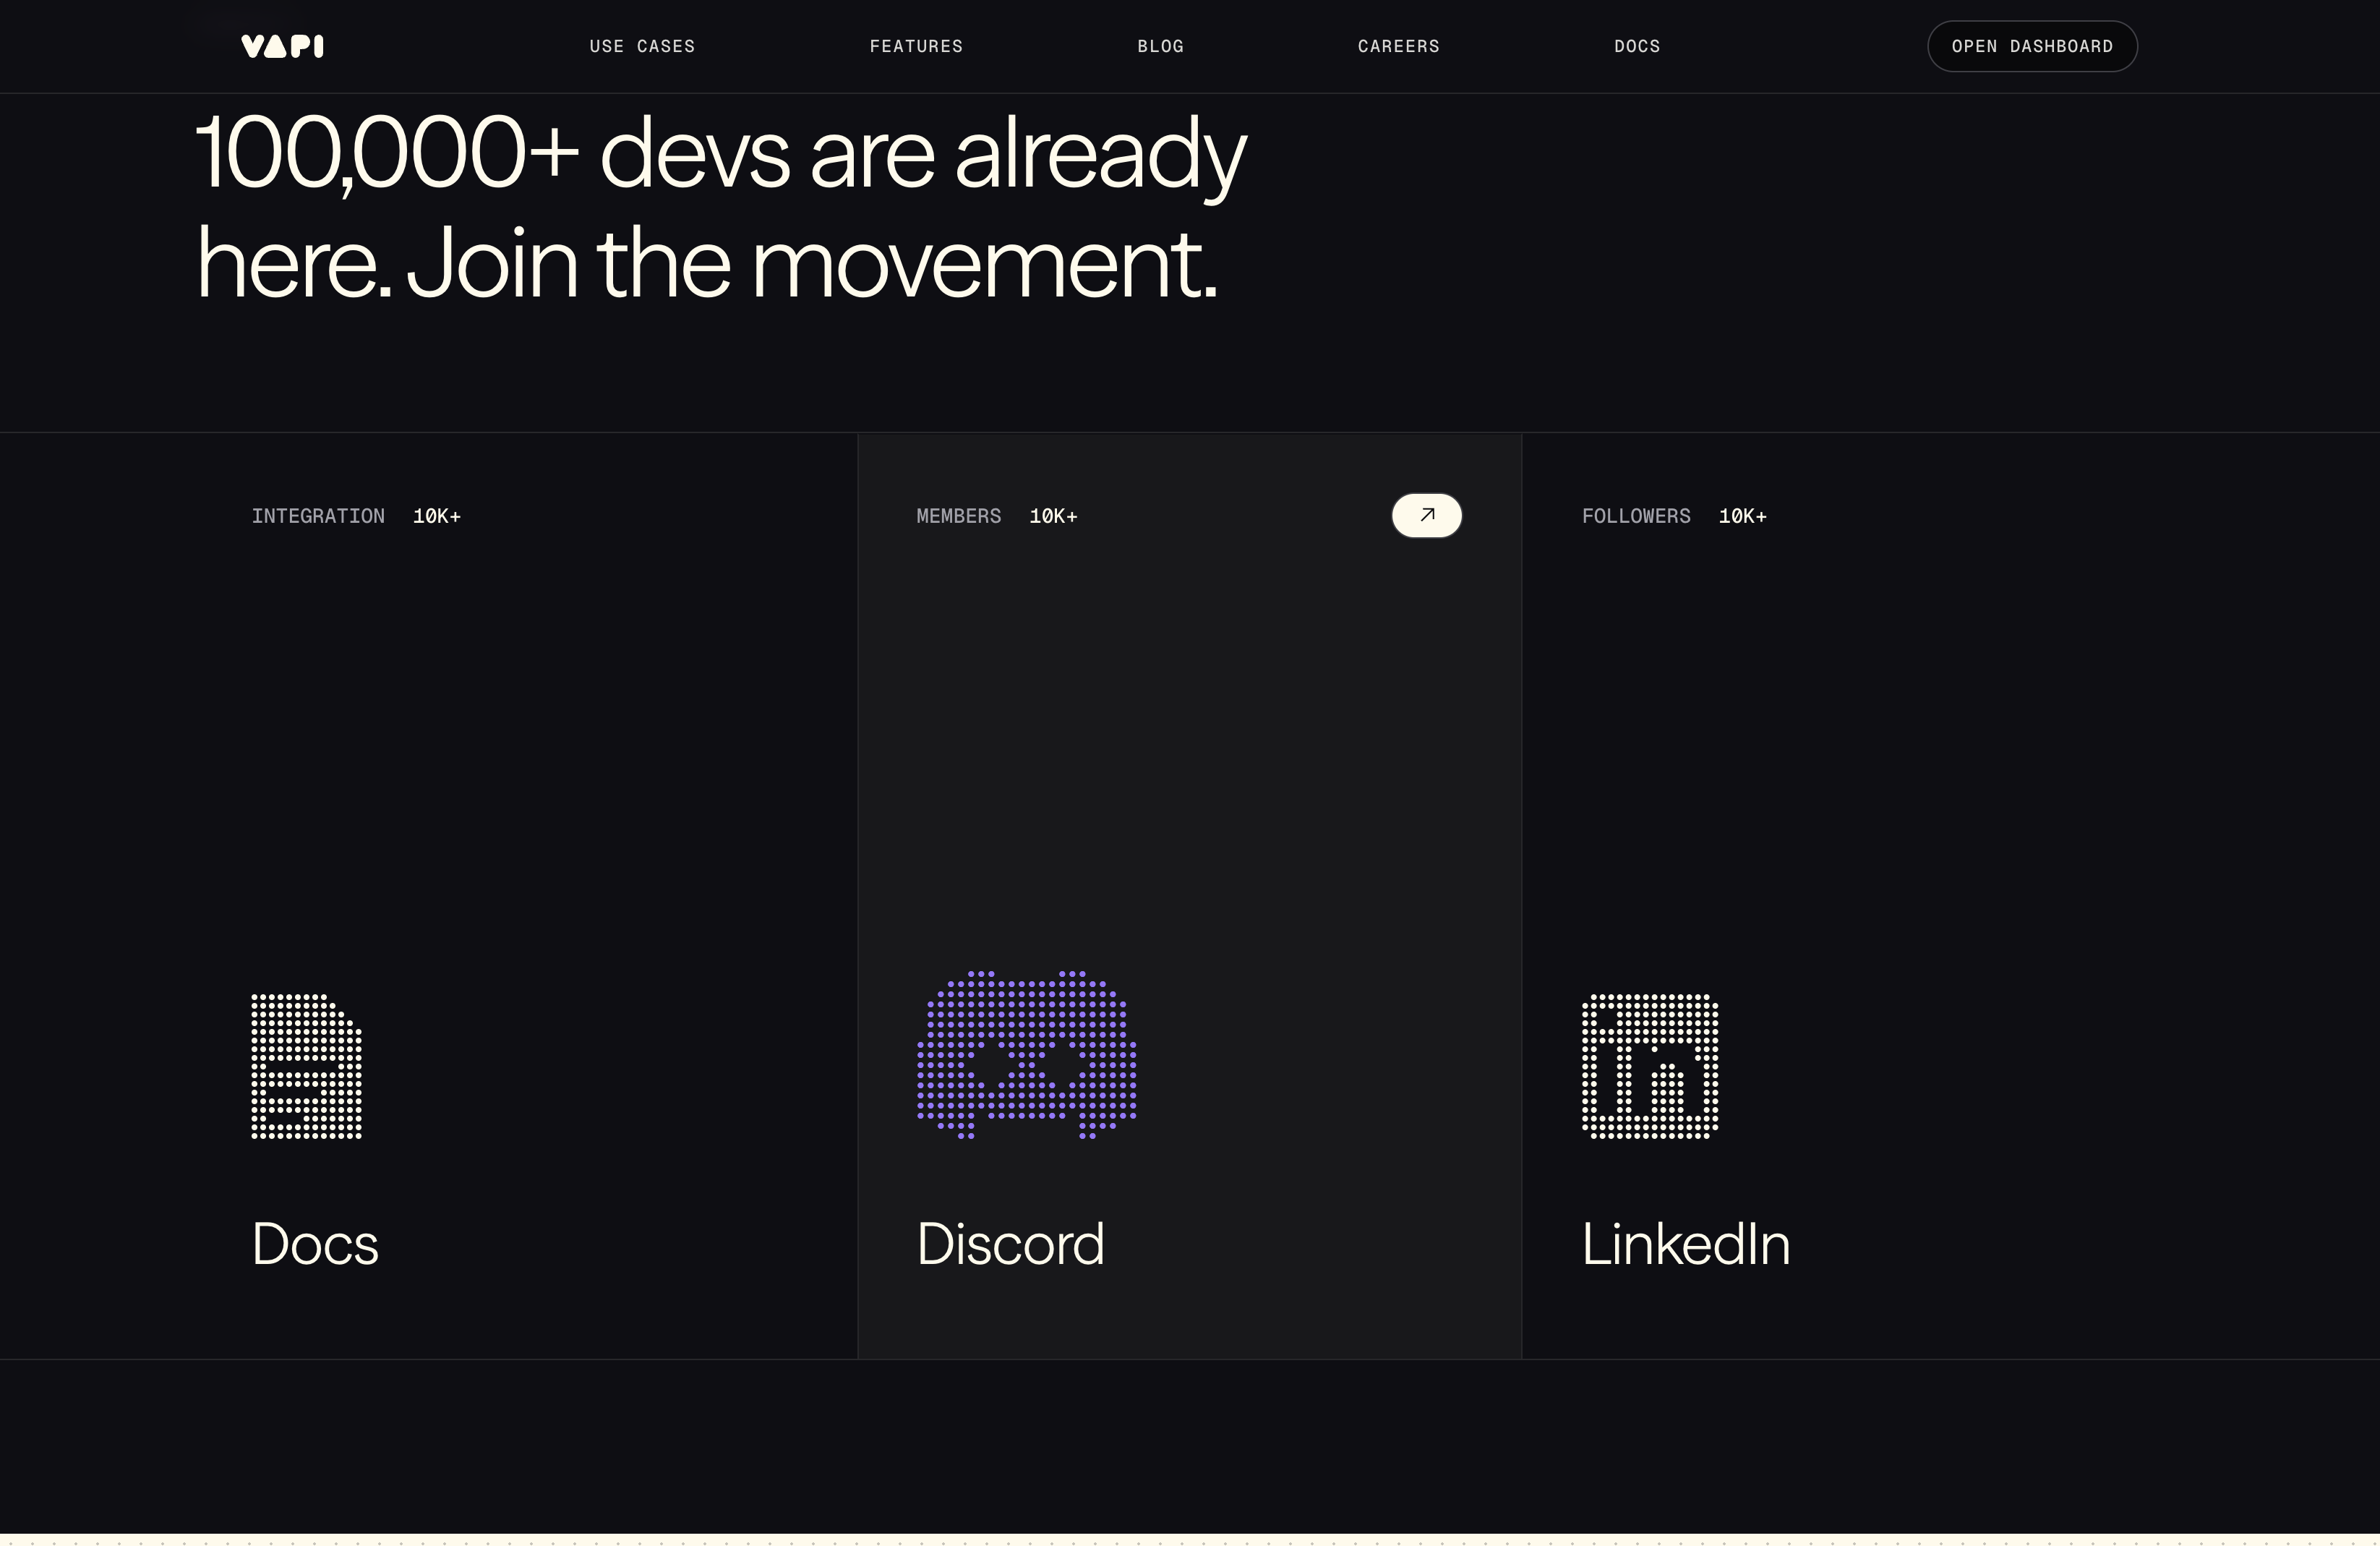 VAPI
USE CASES
FEATURES
BLOG
CAREERS
DOCS
OPEN DASHBOARD
100,000+ devs are already
here. Join the movement.
INTEGRATION 10K+
MEMBERS 10K+
FOLLOWERS 10K+
in
Docs
Discord
LinkedIn